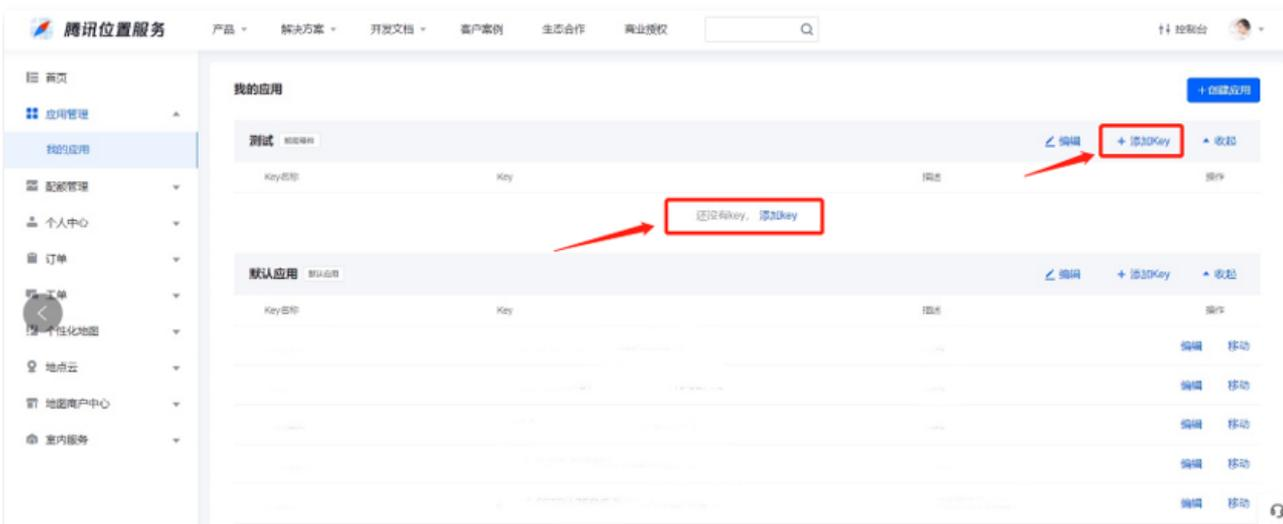 腾讯位置服务 产品 解决方案 开发文档 客户案例 生态合作 商业授权 控制台
首页
应用管理
我的应用
配额管理
个人中心
订单
工单
个性化地图
地点云
地图商户中心
室内服务
我的应用 +创建应用
测试 编辑 + 添加Key 收起
Key名称 Key 描述 操作
还没有key, 添加key
默认应用 默认应用 编辑 + 添加Key 收起
Key名称 Key 描述 操作
编辑 移动
编辑 移动
编辑 移动
编辑 移动
编辑 移动